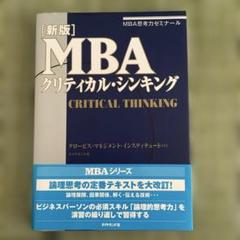 MBA思考力ゼミナール
[新版]
MBA
クリティカル・シンキング
CRITICAL THINKING
グロービス・マネジメント・インスティテュート
MBAシリーズ
論理思考の定番テキストを大改訂!
論理展開、因果関係、解く・伝える技術……
ビジネスパーソンの必須スキル「論理的思考力」
を演習の繰り返しで習得する
ダイヤモンド社